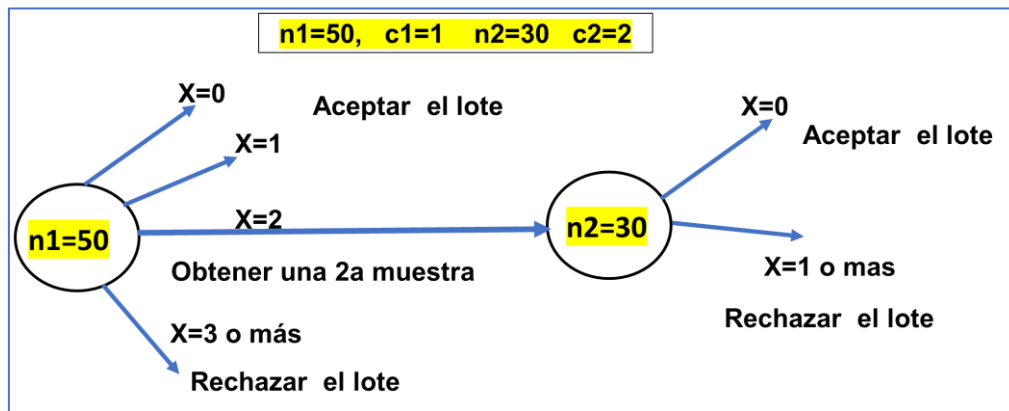 n1=50, c1=1 n2=30 c2=2
X=0
Aceptar el lote
X=1
n1=50
X=2
Obtener una 2a muestra
X=3 o más
Rechazar el lote
X=0
Aceptar el lote
n2=30
X=1 o mas
Rechazar el lote